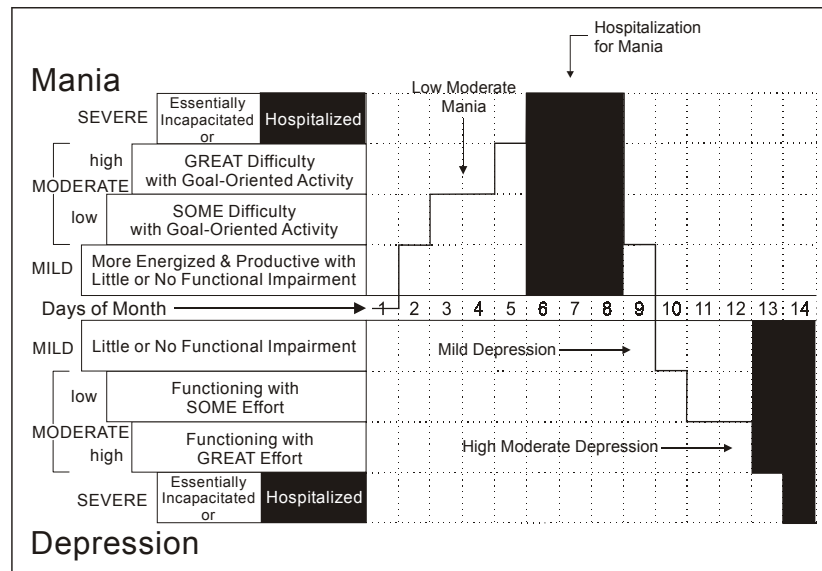 Hospitalization
for Mania
Mania
Low Moderate
Mania
SEVERE
Essentially
Incapacitated
or
Hospitalized
high
MODERATE
low
GREAT Difficulty
with Goal-Oriented Activity
SOME Difficulty
with Goal-Oriented Activity
MILD
More Energized & Productive with
Little or No Functional Impairment
Days of Month
1 2 3 4 5 6 7 8 9 10 11 12 13 14
MILD
Little or No Functional Impairment
Mild Depression
low
MODERATE
high
Functioning with
SOME Effort
Functioning with
GREAT Effort
High Moderate Depression
SEVERE
Essentially
Incapacitated
or
Hospitalized
Depression